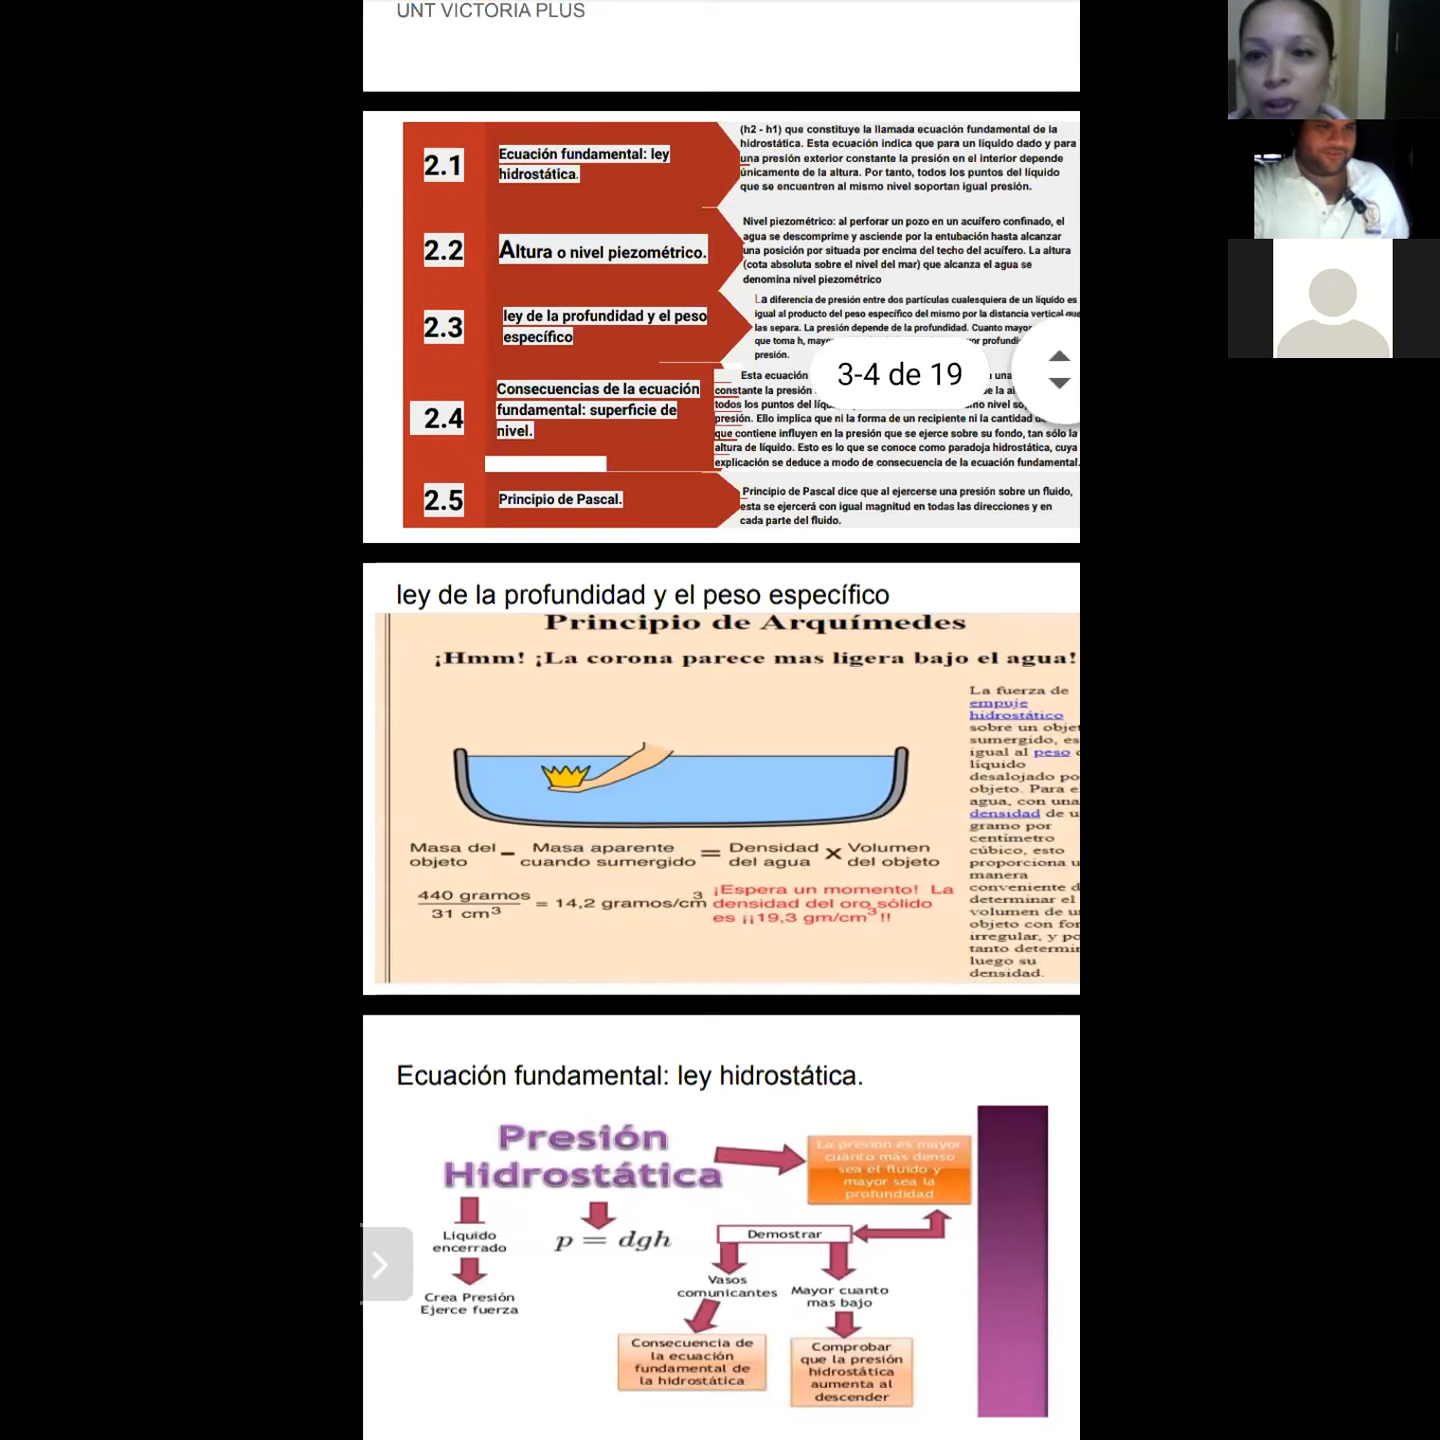 UNT VICTORIA PLUS
2.1
Ecuación fundamental: ley
hidrostática.
(h2 - h1) que constituye la llamada ecuación fundamental de la
hidrostática. Esta ecuación indica que para un líquido dado y para
una presión exterior constante la presión en el interior depende
únicamente de la altura. Por tanto, todos los puntos del líquido
que se encuentren al mismo nivel soportan igual presión.
2.2
Altura o nivel piezométrico.
Nivel piezométrico: al perforar un pozo en un acuífero confinado, el
agua se descomprime y asciende por la entubación hasta alcanzar
una posición por situada por encima del techo del acuífero. La altura
(cota absoluta sobre el nivel del mar) que alcanza el agua se
denomina nivel piezométrico
2.3
ley de la profundidad y el peso
específico
La diferencia de presión entre dos partículas cualesquiera de un líquido es
igual al producto del peso específico del mismo por la distancia vertical que
las separa. La presión depende de la profundidad. Cuanto mayor
que toma h,
presión.
3-4 de 19
2.4
Consecuencias de la ecuación
fundamental: superficie de
nivel.
Esta ecuación una
constante la presión
todos los puntos del nivel
presión. Ello implica que ni la forma de un recipiente ni la cantidad
que contiene influyen en la presión que se ejerce sobre su fondo, tan sólo la
altura de líquido. Esto es lo que se conoce como paradoja hidrostática, cuya
explicación se deduce a modo de consecuencia de la ecuación fundamental.
2.5
Principio de Pascal.
Principio de Pascal dice que al ejercerse una presión sobre un fluido,
esta se ejercerá con igual magnitud en todas las direcciones y en
cada parte del fluido.
ley de la profundidad y el peso específico
Principio de Arquímedes
¡Hmm! ¡La corona parece mas ligera bajo el agua!
La fuerza de
empuje
hidrostático
sobre un obje
sumergido, es
igual al peso
líquido
desalojado po
objeto. Para e
agua, con una
densidad de u
gramo por
centímetro
cúbico, esto
proporciona u
manera
conveniente d
determinar el
volumen de u
objeto con for
irregular, y po
tanto determi
luego su
densidad.
Masa del objeto − Masa aparente cuando sumergido = Densidad del agua × Volumen del objeto
440 gramos
31 cm³
= 14,2 gramos/cm³
¡Espera un momento! La
densidad del oro sólido
es ¡¡19,3 gm/cm³!!
Ecuación fundamental: ley hidrostática.
Presión
Hidrostática
La presión es mayor
cuanto más denso
sea el fluido y
mayor sea la
profundidad
Líquido
encerrado
p = dgh
Demostrar
Crea Presión
Ejerce fuerza
Vasos
comunicantes
Mayor cuanto
mas bajo
Consecuencia de
la ecuación
fundamental de
la hidrostática
Comprobar
que la presión
hidrostática
aumenta al
descender